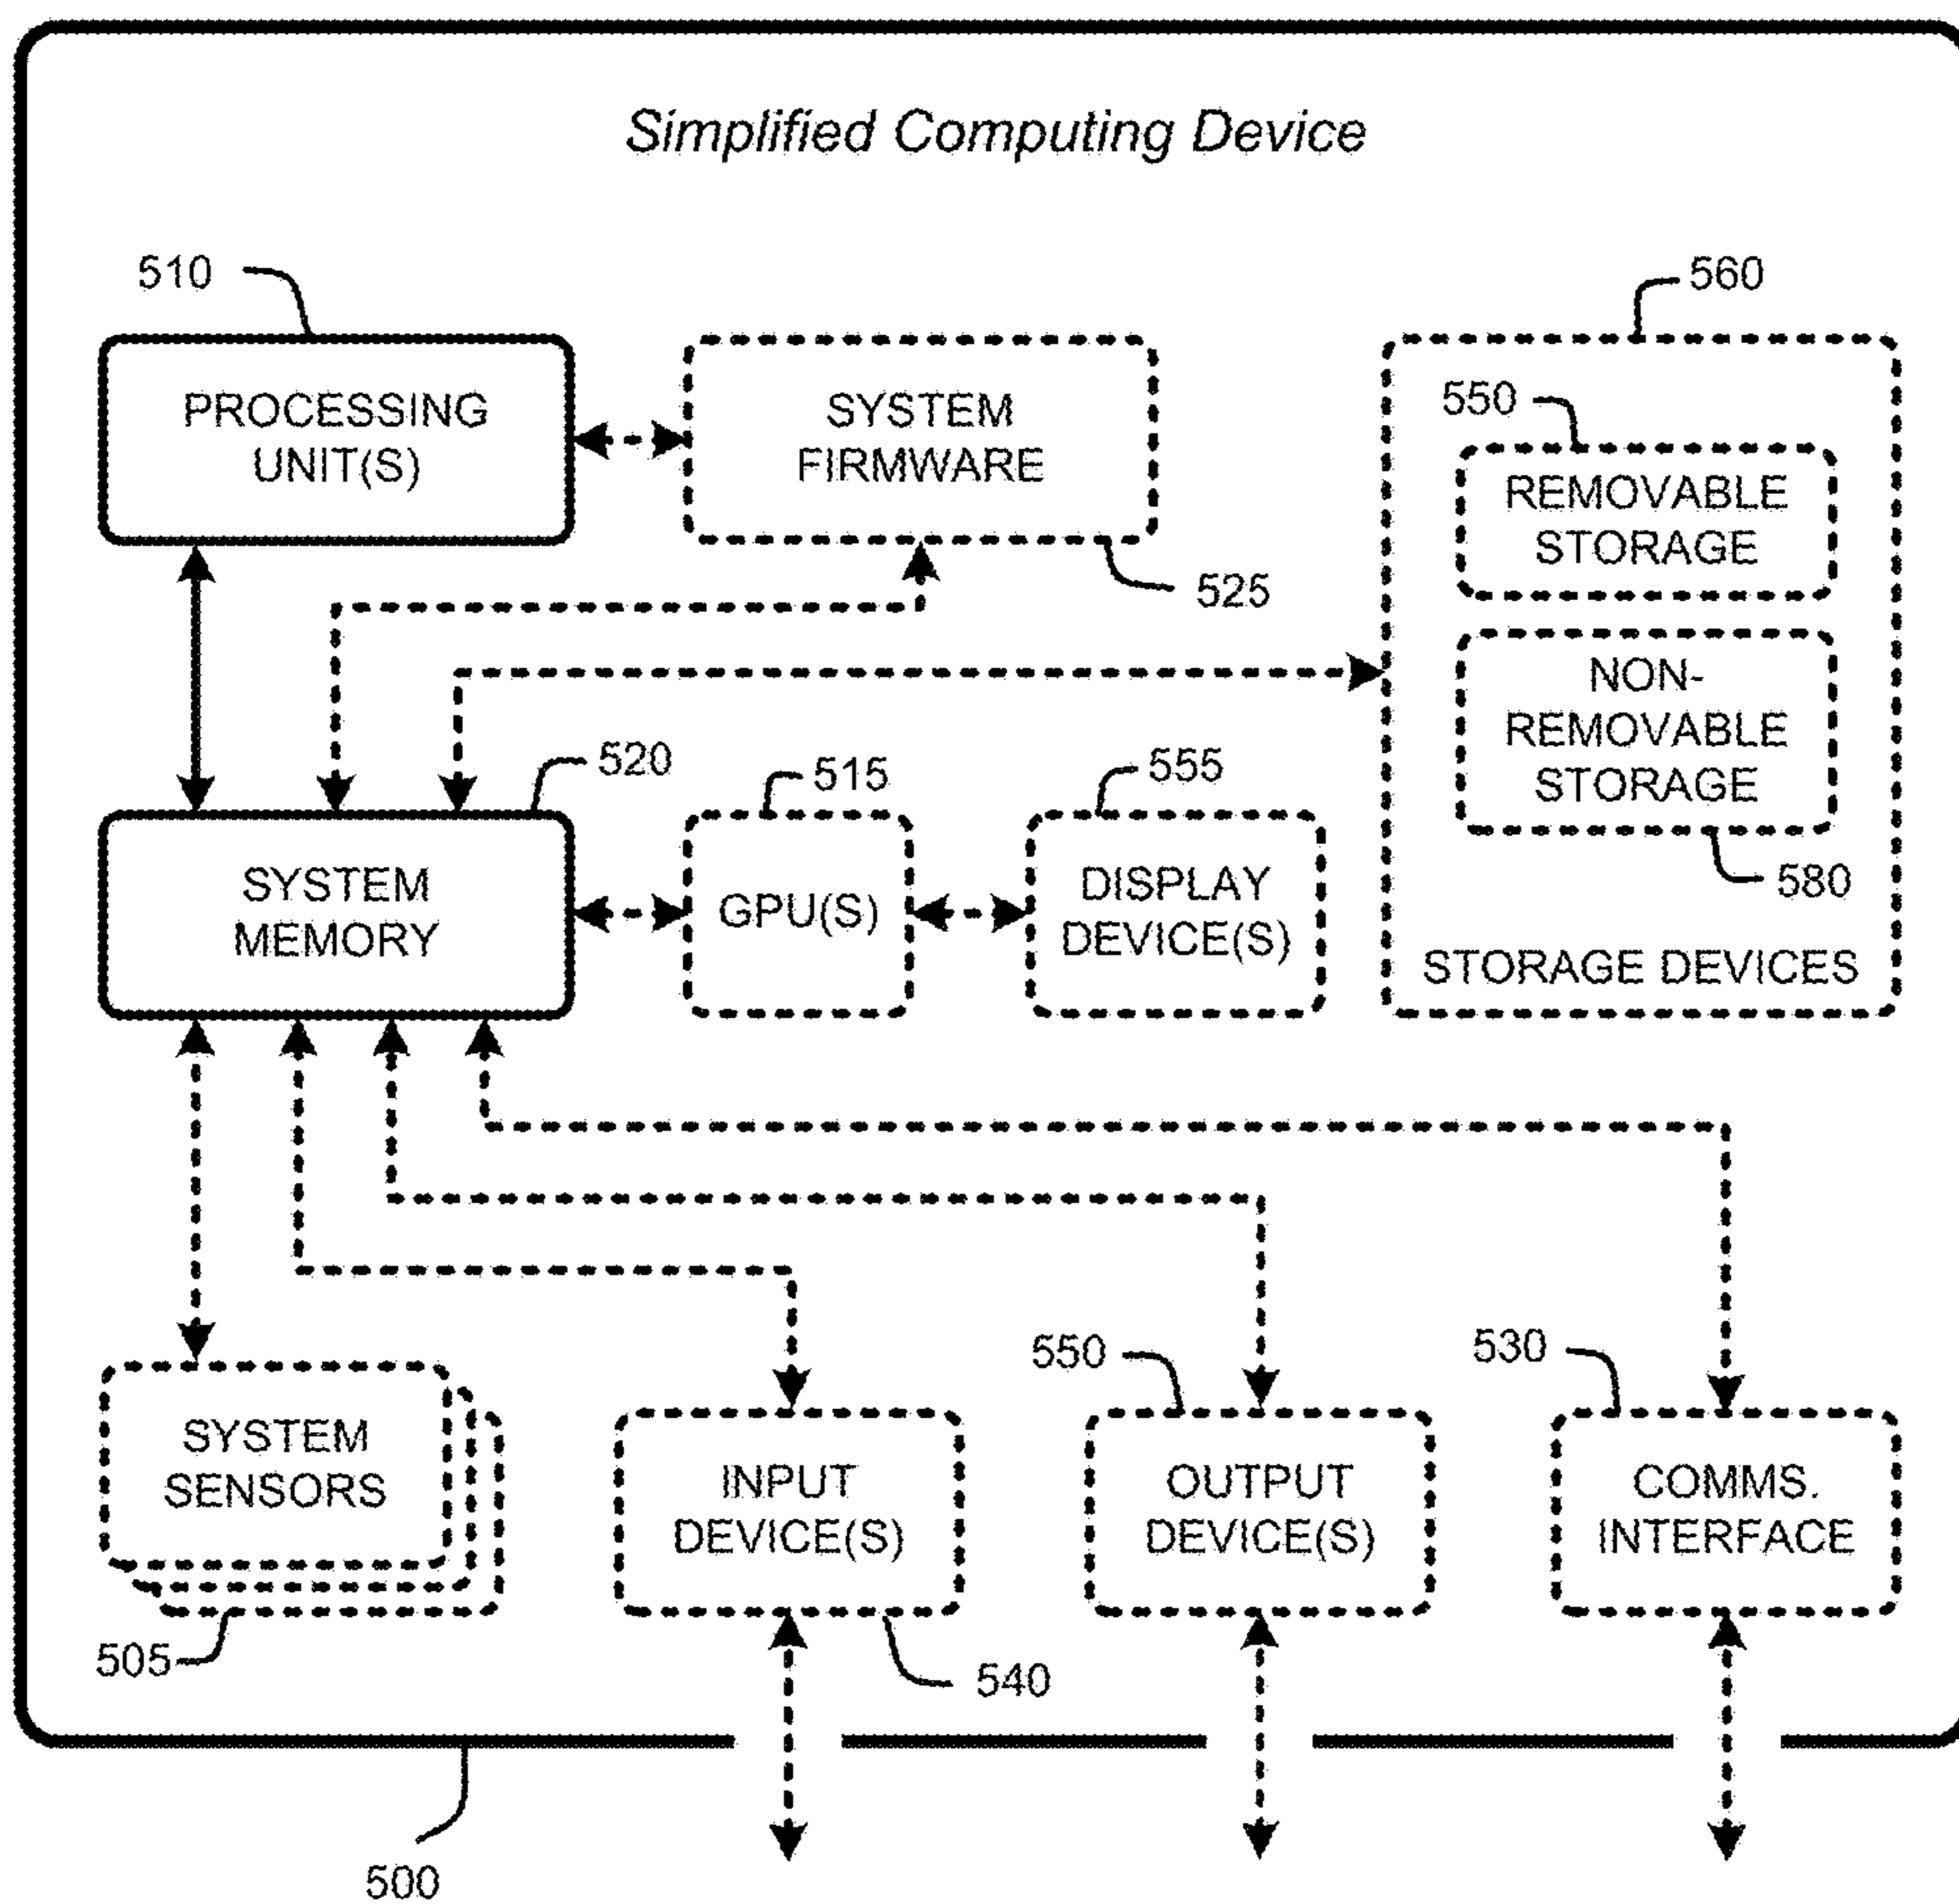 Simplified Computing Device
510
560
PROCESSING
UNIT(S)
SYSTEM
FIRMWARE
525
550
REMOVABLE
STORAGE
NON-
REMOVABLE
STORAGE
580
STORAGE DEVICES
520
515
555
SYSTEM
MEMORY
GPU(S)
DISPLAY
DEVICE(S)
550
530
SYSTEM
SENSORS
505
INPUT
DEVICE(S)
540
OUTPUT
DEVICE(S)
COMMS.
INTERFACE
500